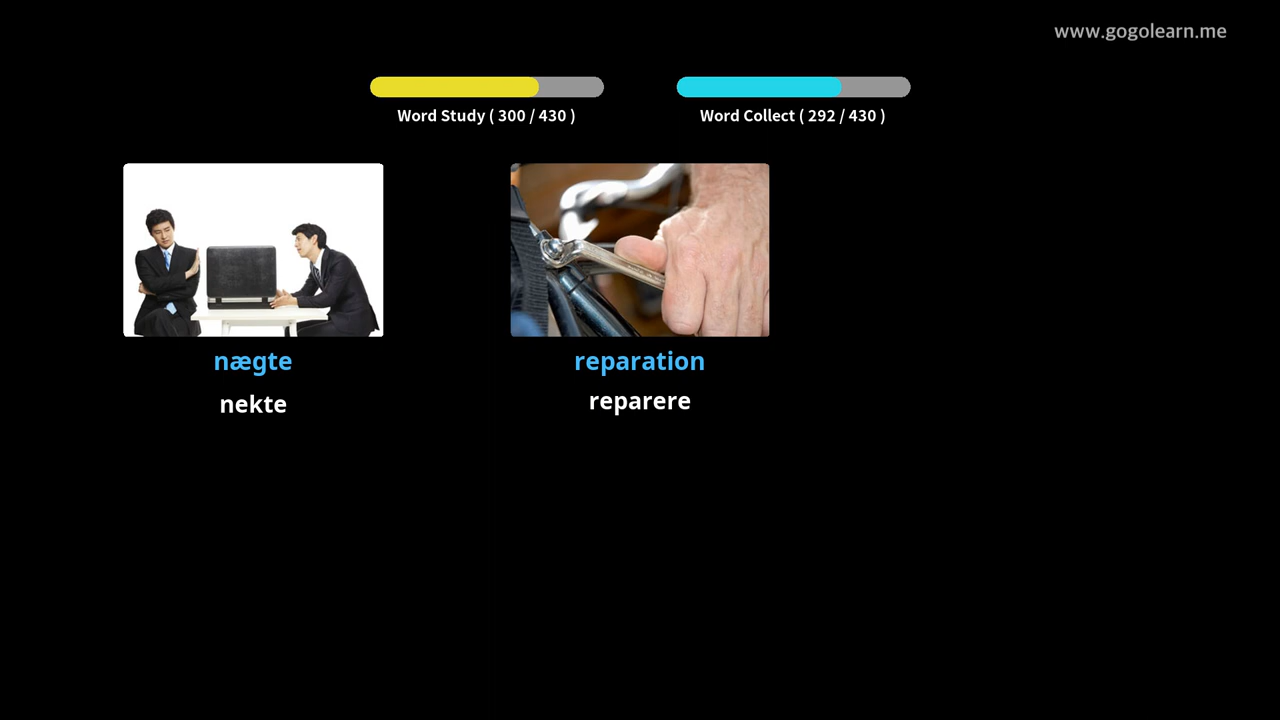 www.gogolearn.me
Word Study ( 300 / 430 )
Word Collect ( 292 / 430 )
nægte
nekte
reparation
reparere